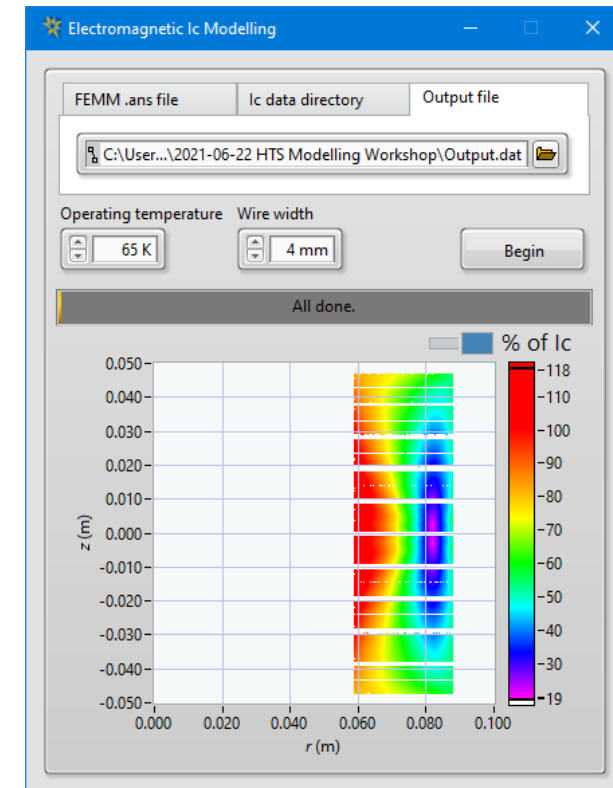 Electromagnetic Ic Modelling
FEMM .ans file Ic data directory Output file
C:\User...\2021-06-22 HTS Modelling Workshop\Output.dat
Operating temperature Wire width
65 K 4 mm Begin
All done.
% of Ic
0.050
0.040
0.030
0.020
0.010
0.000
-0.010
-0.020
-0.030
-0.040
-0.050
z (m)
0.000 0.020 0.040 0.060 0.080 0.100
r (m)
-118
-110
-100
-90
-80
-70
-60
-50
-40
-30
-19